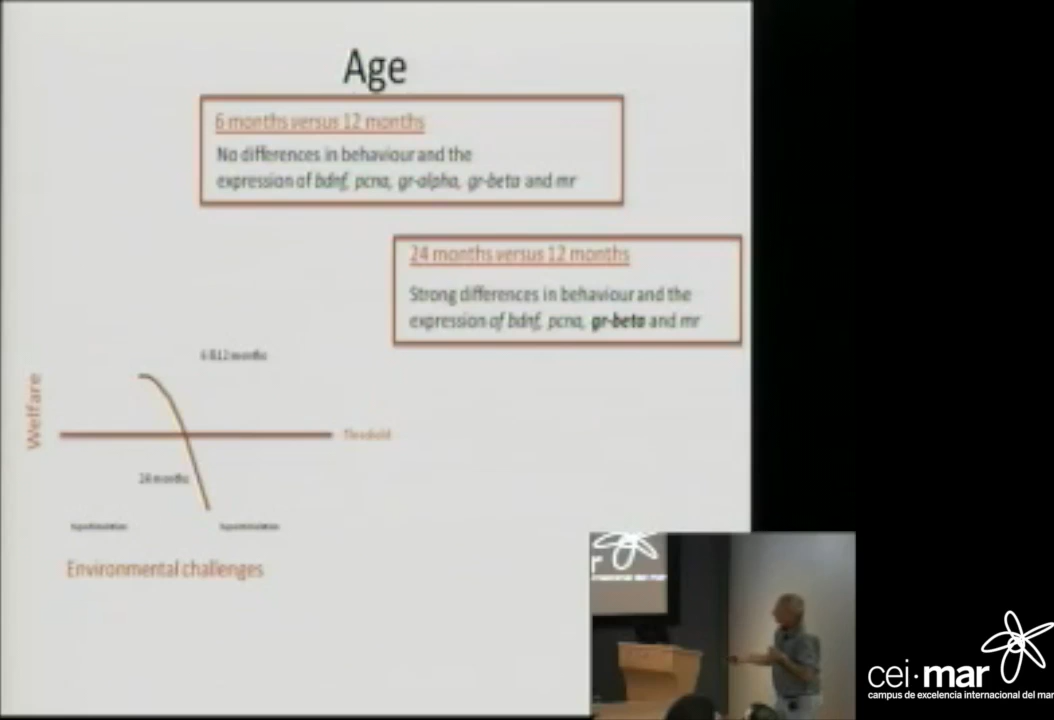 Age
6 months versus 12 months
No differences in behaviour and the
expression of bdnf, pcna, gr-alpha, gr-beta and mr
24 months versus 12 months
Strong differences in behaviour and the
expression of bdnf, pcna, gr-beta and mr
6 &12 months
Welfare
Threshold
24 months
Environmental challenges
cei·mar
campus de excelencia internacional del mar